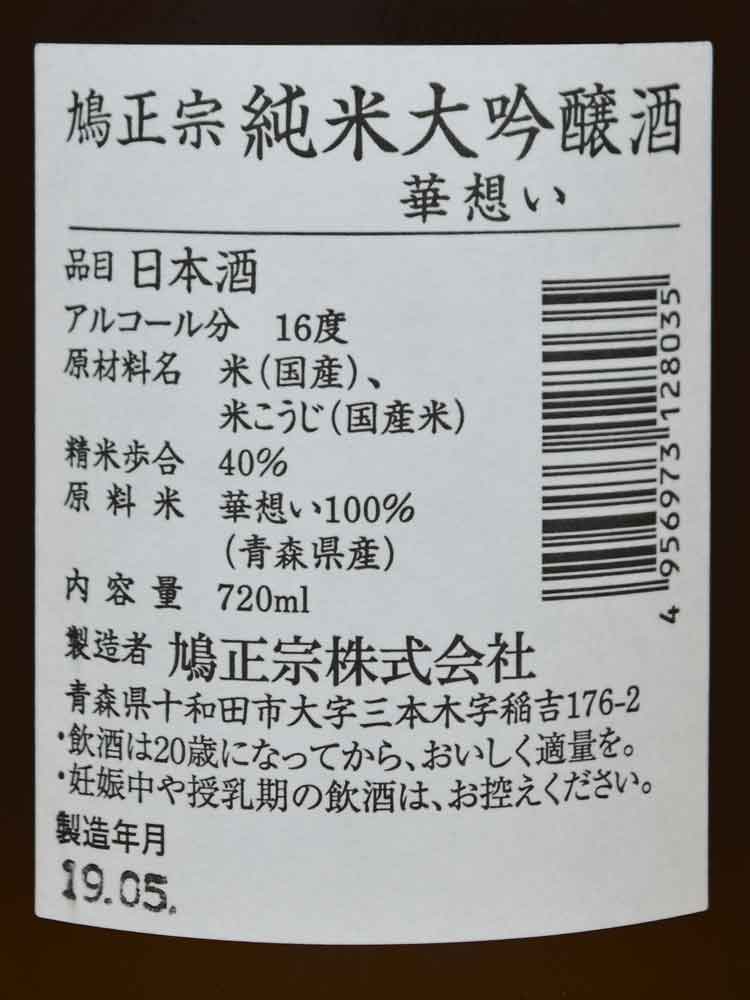 鳩正宗 純米大吟醸酒
華想い
品目 日本酒
アルコール分 16度
原材料名 米(国産)、
米こうじ(国産米)
精米歩合 40%
原料米 華想い100%
(青森県産)
内容量 720ml
製造者 鳩正宗株式会社
青森県十和田市大字三本木字稲吉176-2
・飲酒は20歳になってから、おいしく適量を。
・妊娠中や授乳期の飲酒は、お控えください。
製造年月
19.05.
4 956973 128035